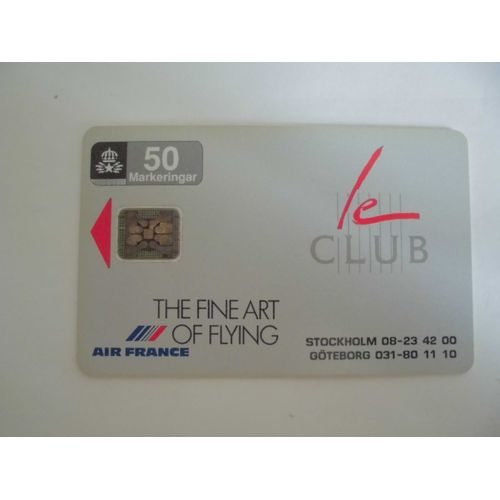 50
Markeringar
le
CLUB
THE FINE ART
OF FLYING
AIR FRANCE
STOCKHOLM 08-23 42 00
GÖTEBORG 031-80 11 10